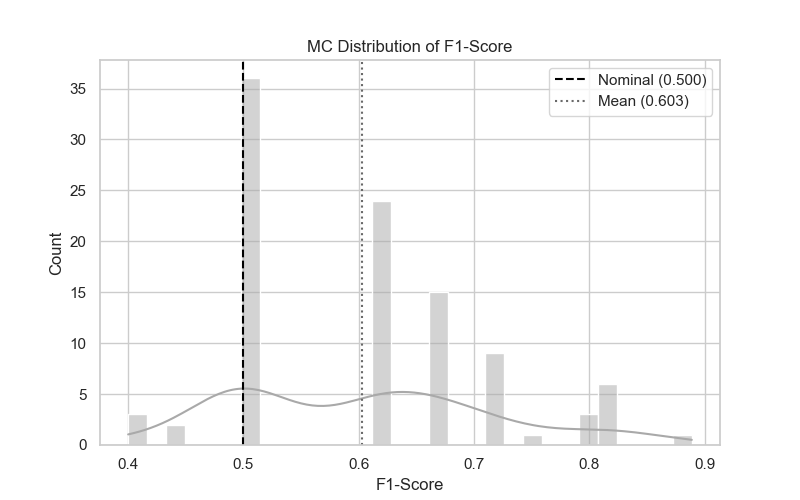 MC Distribution of F1-Score
Nominal (0.500)
Mean (0.603)
35
30
25
20
15
10
5
0
Count
0.4 0.5 0.6 0.7 0.8 0.9
F1-Score